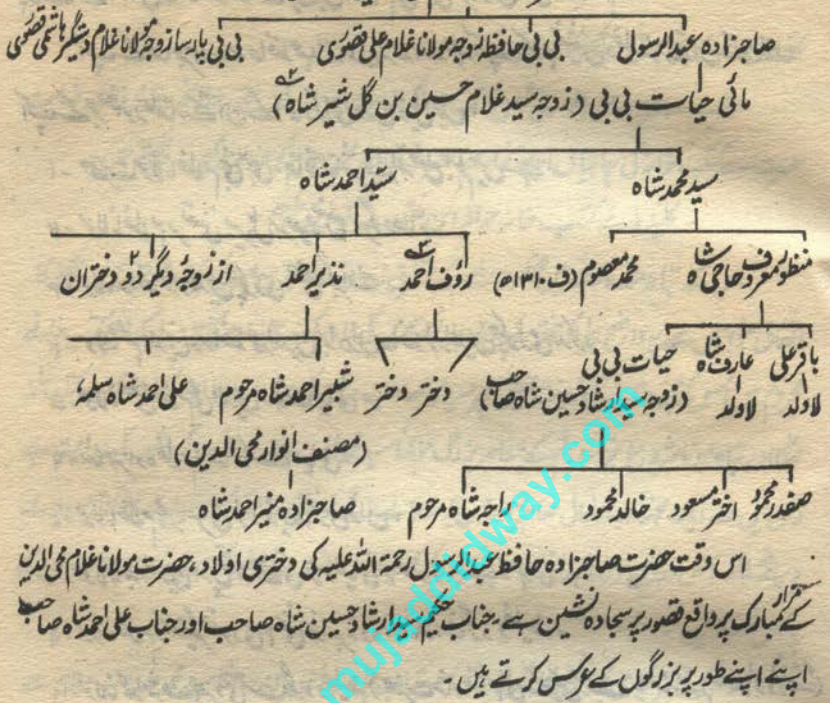 صاحبزادہ عبدالرسول بی بی حافظہ زوجہ مولانا غلام علی قصوری بی بی پارسا زوجہ مولانا غلام دستگیر ہاشمی قصوری
مائی حیات بی بی (زوجہ سید غلام حسین بن گل شیر شاہ)
سید محمد شاہ سید احمد شاہ
منظور معروف حاجی شاہ محمد معصوم (ف ۱۳۱۰ھ) رؤف احمد نذیر احمد از زوجۂ دیگر دو ۲ دختران
باقر علی عارف شاہ حیات بی بی دختر دختر شبیر احمد شاہ مرحوم علی احمد شاہ سلمہٗ
لاولد لاولد (زوجہ سید ارشاد حسین شاہ صاحب)
(مصنف انوار محی الدین)
صفدر محمود اختر مسعود خالد محمود راجہ شاہ مرحوم صاحبزادہ منیر احمد شاہ
اس وقت حضرت صاحبزادہ حافظ عبدالرسول رحمۃ اللہ علیہ کی دختری اولاد، حضرت مولانا غلام محی الدین
کے مزار مبارک پر واقع قصور پر سجادہ نشین ہے۔ جناب حکیم سید ارشاد حسین شاہ صاحب اور جناب علی احمد شاہ صاحب
اپنے اپنے طور پر بزرگوں کے عرس کرتے ہیں۔
mujaddidway.com